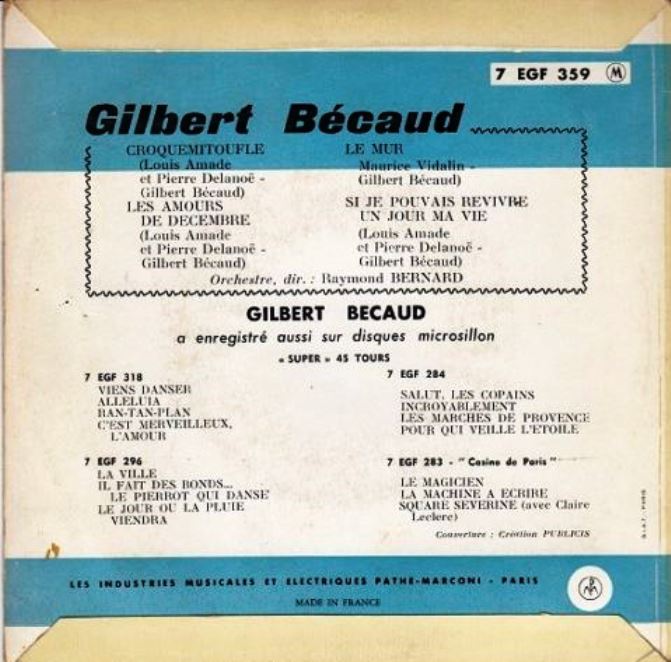 7 EGF 359 M
Gilbert Bécaud
CROQUEMITOUFLE
(Louis Amade
et Pierre Delanoë -
Gilbert Bécaud)
LES AMOURS
DE DECEMBRE
(Louis Amade
et Pierre Delanoë -
Gilbert Bécaud)
LE MUR
Maurice Vidalin -
Gilbert Bécaud)
SI JE POUVAIS REVIVRE
UN JOUR MA VIE
(Louis Amade
et Pierre Delanoë -
Gilbert Bécaud)
Orchestre, dir. : Raymond BERNARD
GILBERT BECAUD
a enregistré aussi sur disques microsillon
« SUPER » 45 TOURS
7 EGF 318
VIENS DANSER
ALLELUIA
RAN-TAN-PLAN
C'EST MERVEILLEUX,
L'AMOUR
7 EGF 296
LA VILLE
IL FAIT DES BONDS...
LE PIERROT QUI DANSE
LE JOUR OU LA PLUIE
VIENDRA
7 EGF 284
SALUT, LES COPAINS
INCROYABLEMENT
LES MARCHES DE PROVENCE
POUR QUI VEILLE L'ETOILE
7 EGF 283 - "Casino de Paris"
LE MAGICIEN
LA MACHINE A ECRIRE
SQUARE SEVERINE (avec Claire
Leclerc)
Couverture : Création PUBLICIS
LES INDUSTRIES MUSICALES ET ELECTRIQUES PATHE-MARCONI - PARIS
MADE IN FRANCE